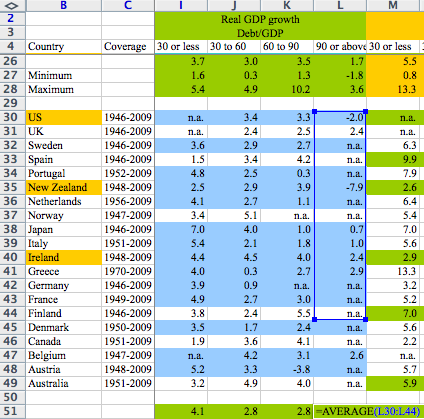 B C I J K L M
2 Real GDP growth
3 Debt/GDP
4 Country Coverage 30 or less 30 to 60 60 to 90 90 or above 30 or less
26 3.7 3.0 3.5 1.7 5.5
27 Minimum 1.6 0.3 1.3 -1.8 0.8
28 Maximum 5.4 4.9 10.2 3.6 13.3
29
30 US 1946-2009 n.a. 3.4 3.3 -2.0 n.a.
31 UK 1946-2009 n.a. 2.4 2.5 2.4 n.a.
32 Sweden 1946-2009 3.6 2.9 2.7 n.a. 6.3
33 Spain 1946-2009 1.5 3.4 4.2 n.a. 9.9
34 Portugal 1952-2009 4.8 2.5 0.3 n.a. 7.9
35 New Zealand 1948-2009 2.5 2.9 3.9 -7.9 2.6
36 Netherlands 1956-2009 4.1 2.7 1.1 n.a. 6.4
37 Norway 1947-2009 3.4 5.1 n.a. n.a. 5.4
38 Japan 1946-2009 7.0 4.0 1.0 0.7 7.0
39 Italy 1951-2009 5.4 2.1 1.8 1.0 5.6
40 Ireland 1948-2009 4.4 4.5 4.0 2.4 2.9
41 Greece 1970-2009 4.0 0.3 2.7 2.9 13.3
42 Germany 1946-2009 3.9 0.9 n.a. n.a. 3.2
43 France 1949-2009 4.9 2.7 3.0 n.a. 5.2
44 Finland 1946-2009 3.8 2.4 5.5 n.a. 7.0
45 Denmark 1950-2009 3.5 1.7 2.4 n.a. 5.6
46 Canada 1951-2009 1.9 3.6 4.1 n.a. 2.2
47 Belgium 1947-2009 n.a. 4.2 3.1 2.6 n.a.
48 Austria 1948-2009 5.2 3.3 -3.8 n.a. 5.7
49 Australia 1951-2009 3.2 4.9 4.0 n.a. 5.9
50
51 4.1 2.8 2.8 =AVERAGE(L30:L44)